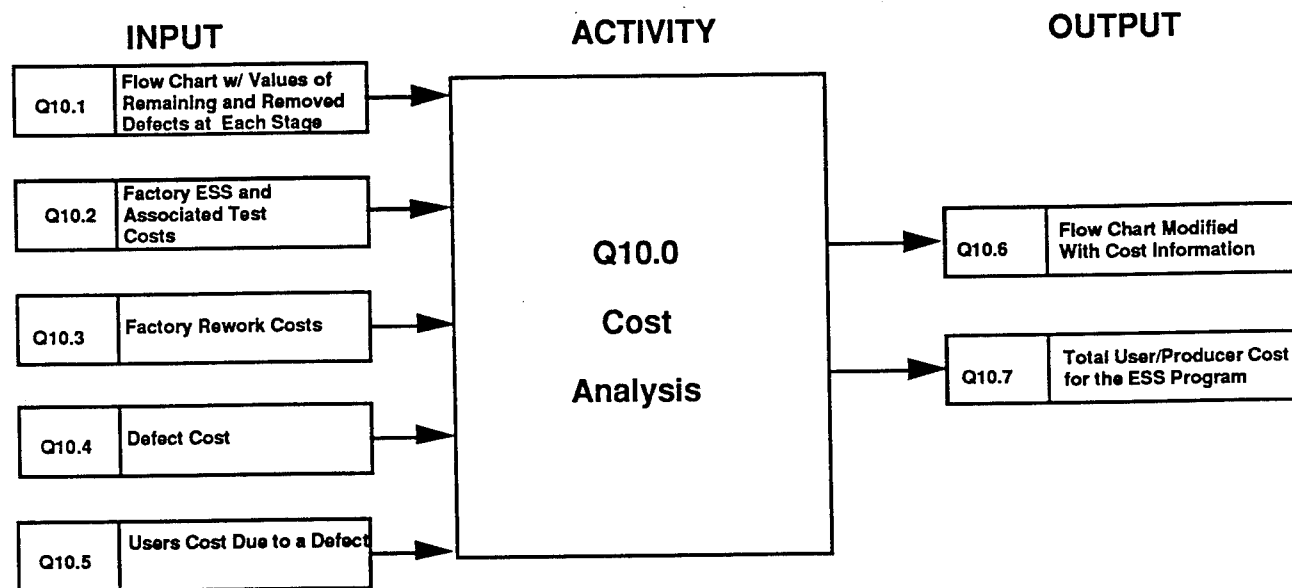 INPUT
ACTIVITY
OUTPUT
Q10.1
Flow Chart w/ Values of
Remaining and Removed
Defects at Each Stage
Q10.2
Factory ESS and
Associated Test
Costs
Q10.3
Factory Rework Costs
Q10.4
Defect Cost
Q10.5
Users Cost Due to a Defect
Q10.0
Cost
Analysis
Q10.6
Flow Chart Modified
With Cost Information
Q10.7
Total User/Producer Cost
for the ESS Program